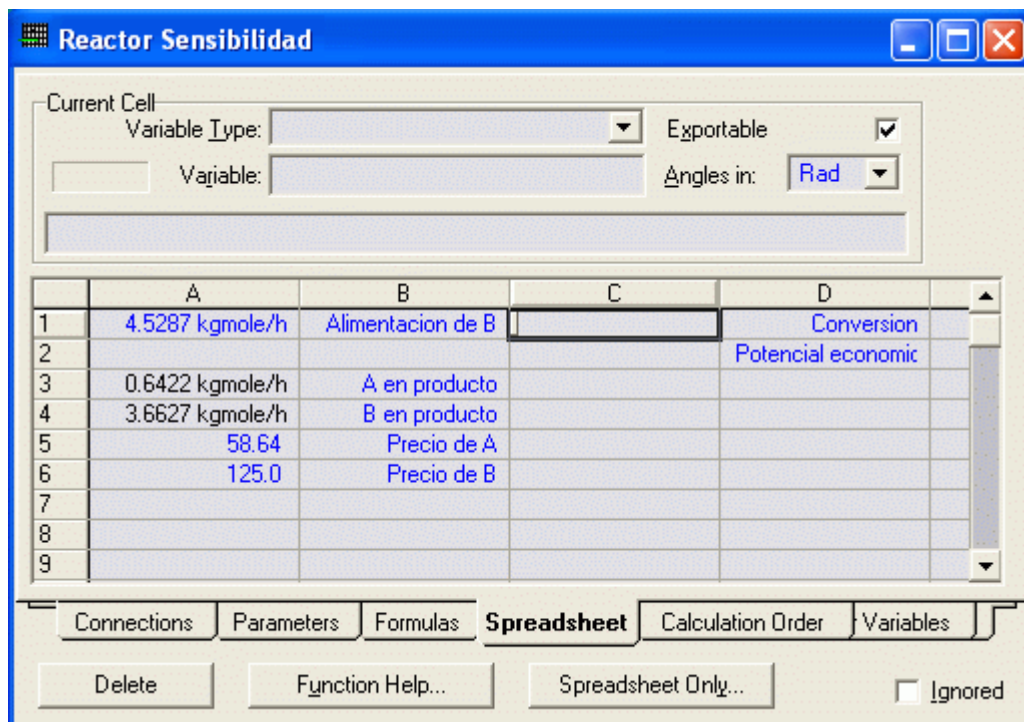 Reactor Sensibilidad
Current Cell
Variable Type: Exportable
Variable: Angles in: Rad
A B C D
1 4.5287 kgmole/h Alimentacion de B Conversion
2 Potencial economic
3 0.6422 kgmole/h A en producto
4 3.6627 kgmole/h B en producto
5 58.64 Precio de A
6 125.0 Precio de B
7
8
9
Connections Parameters Formulas Spreadsheet Calculation Order Variables
Delete Function Help... Spreadsheet Only... Ignored